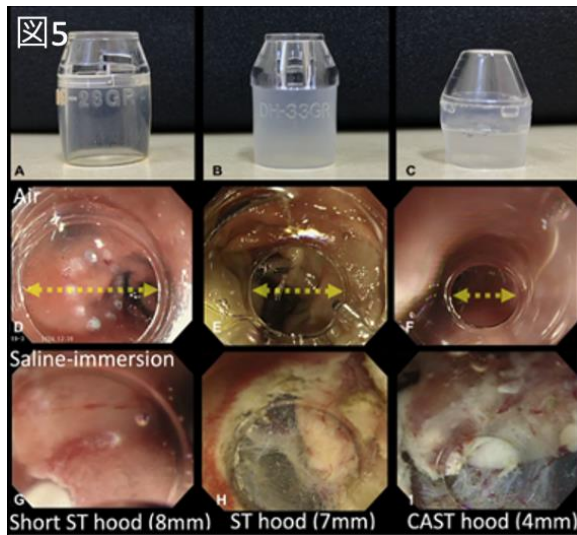 図5
-28GR
DH-33GR
A
B
C
Air
D
E
F
Saline-immersion
G
H
I
Short ST hood (8mm)
ST hood (7mm)
CAST hood (4mm)